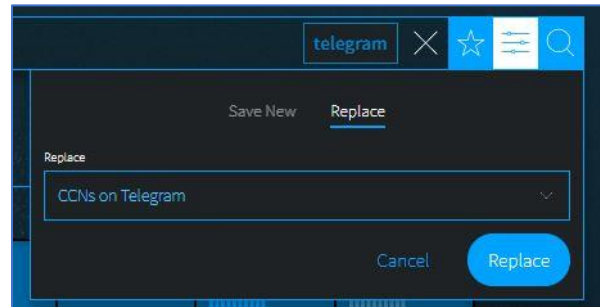 telegram
Save New Replace
Replace
CCNs on Telegram
Cancel Replace